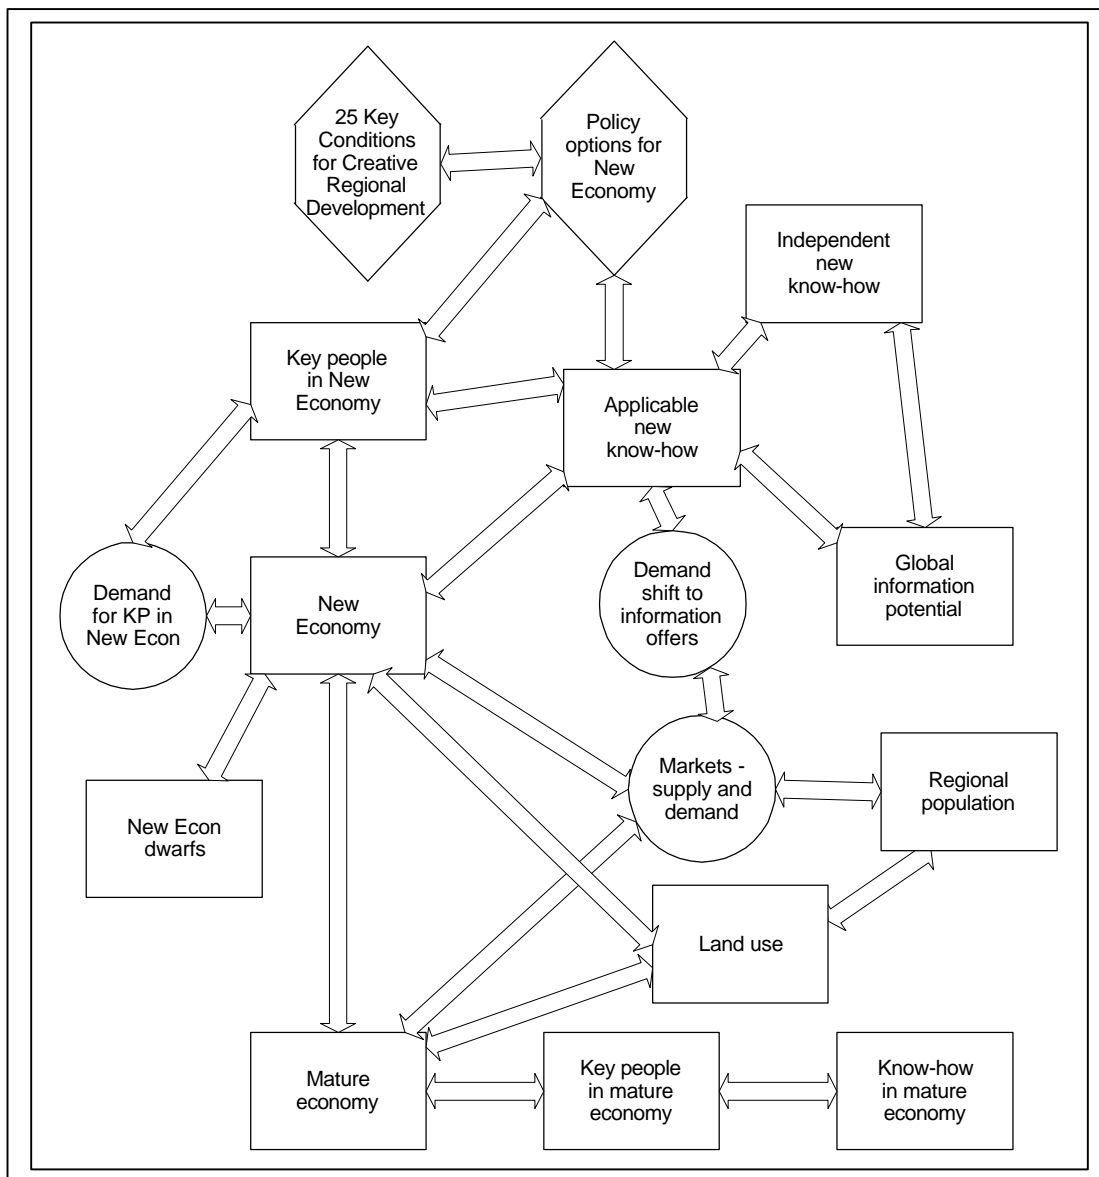 25 Key
Conditions
for Creative
Regional
Development
Policy
options for
New
Economy
Independent
new
know-how
Key people
in New
Economy
Applicable
new
know-how
Demand
for KP in
New Econ
New
Economy
Demand
shift to
information
offers
Global
information
potential
Markets -
supply and
demand
Regional
population
New Econ
dwarfs
Land use
Mature
economy
Key people
in mature
economy
Know-how
in mature
economy